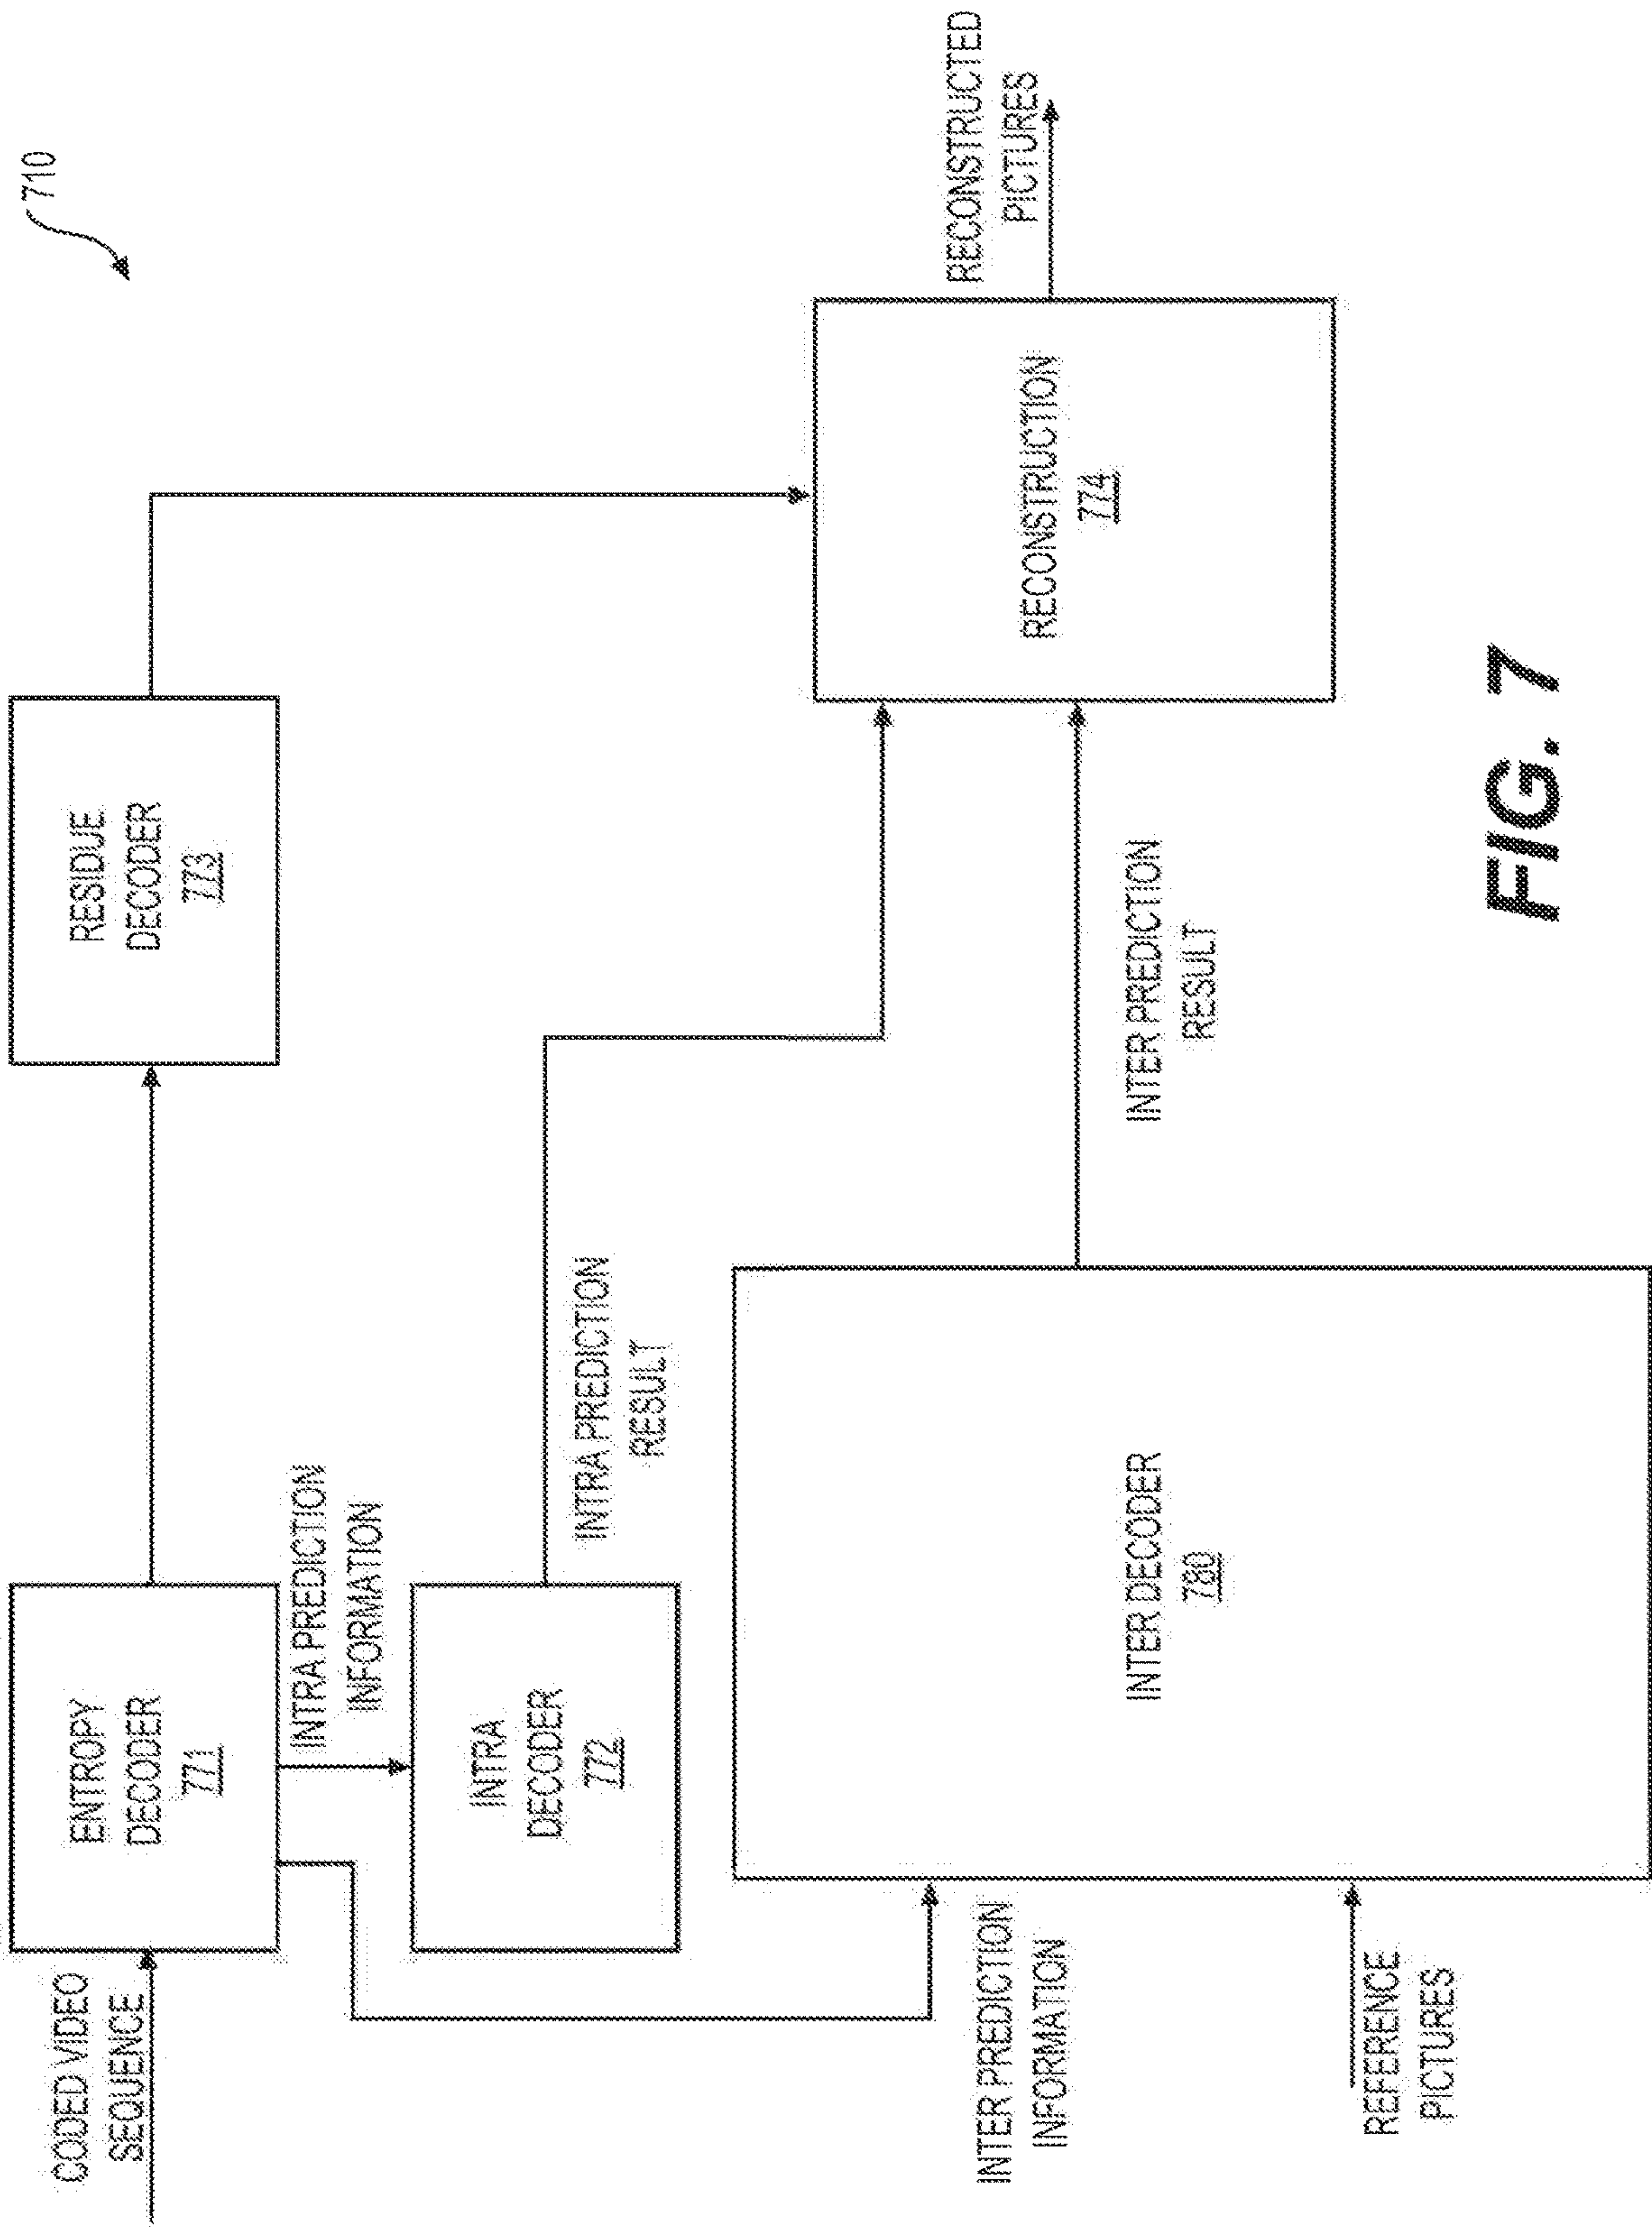 710
CODED VIDEO
SEQUENCE
ENTROPY
DECODER
771
RESIDUE
DECODER
773
INTRA PREDICTION
INFORMATION
INTRA
DECODER
772
INTRA PREDICTION
RESULT
INTER PREDICTION
INFORMATION
INTER DECODER
780
REFERENCE
PICTURES
INTER PREDICTION
RESULT
RECONSTRUCTION
774
RECONSTRUCTED
PICTURES
FIG. 7